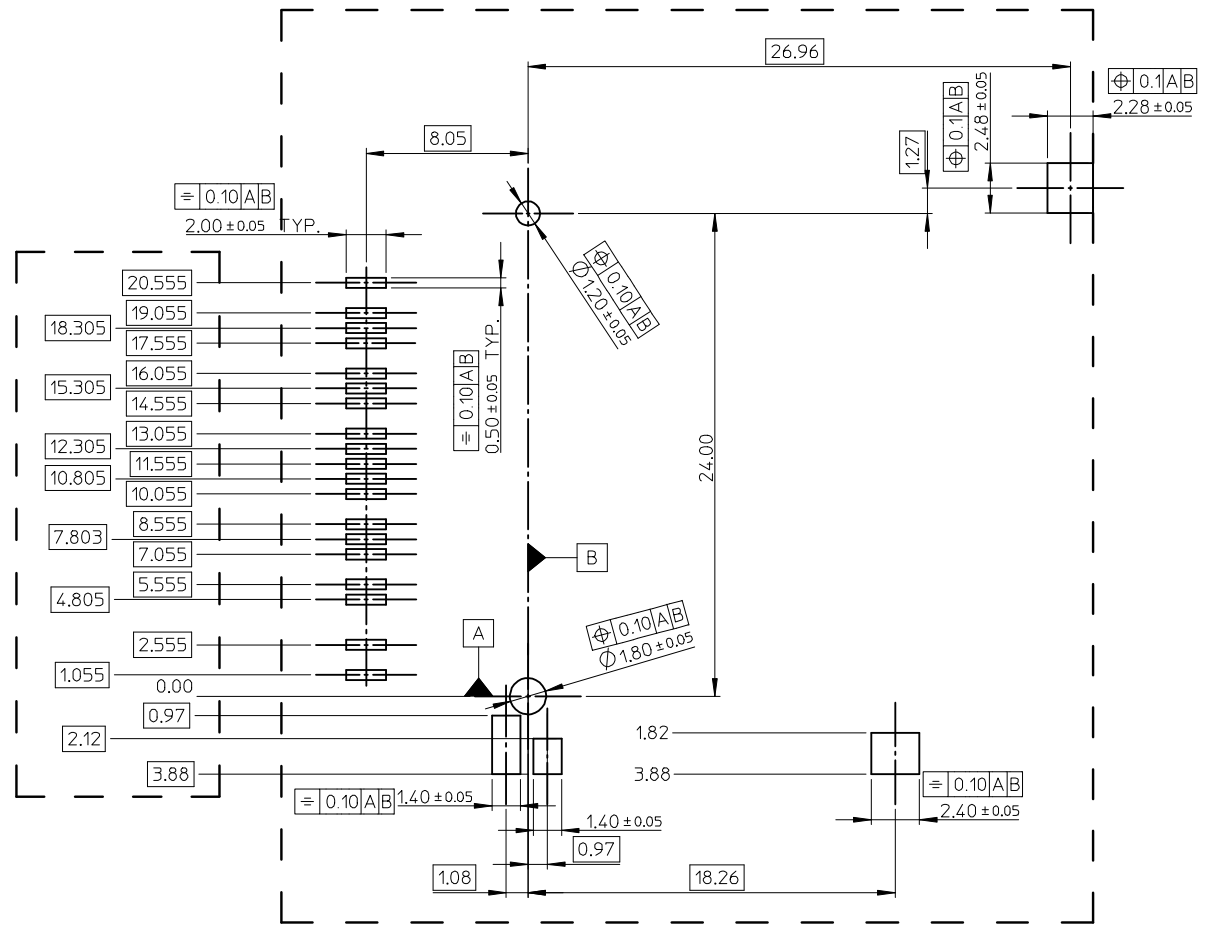 26.96
⌖ 0.1 A B
2.28 ±0.05
⌖ 0.1 A B
2.48 ±0.05
1.27
8.05
⌯ 0.10 A B
2.00 ±0.05 TYP.
⌖ 0.10 A B
Ø 1.20 ±0.05
20.555
19.055
18.305
17.555
16.055
15.305
14.555
13.055
12.305
11.555
10.805
10.055
8.555
7.803
7.055
5.555
4.805
2.555
1.055
0.00
0.97
2.12
3.88
⌯ 0.10 A B
0.50 ±0.05 TYP.
24.00
B
A
⌖ 0.10 A B
Ø 1.80 ±0.05
1.82
3.88
⌯ 0.10 A B
1.40 ±0.05
⌯ 0.10 A B
2.40 ±0.05
1.40 ±0.05
0.97
1.08
18.26